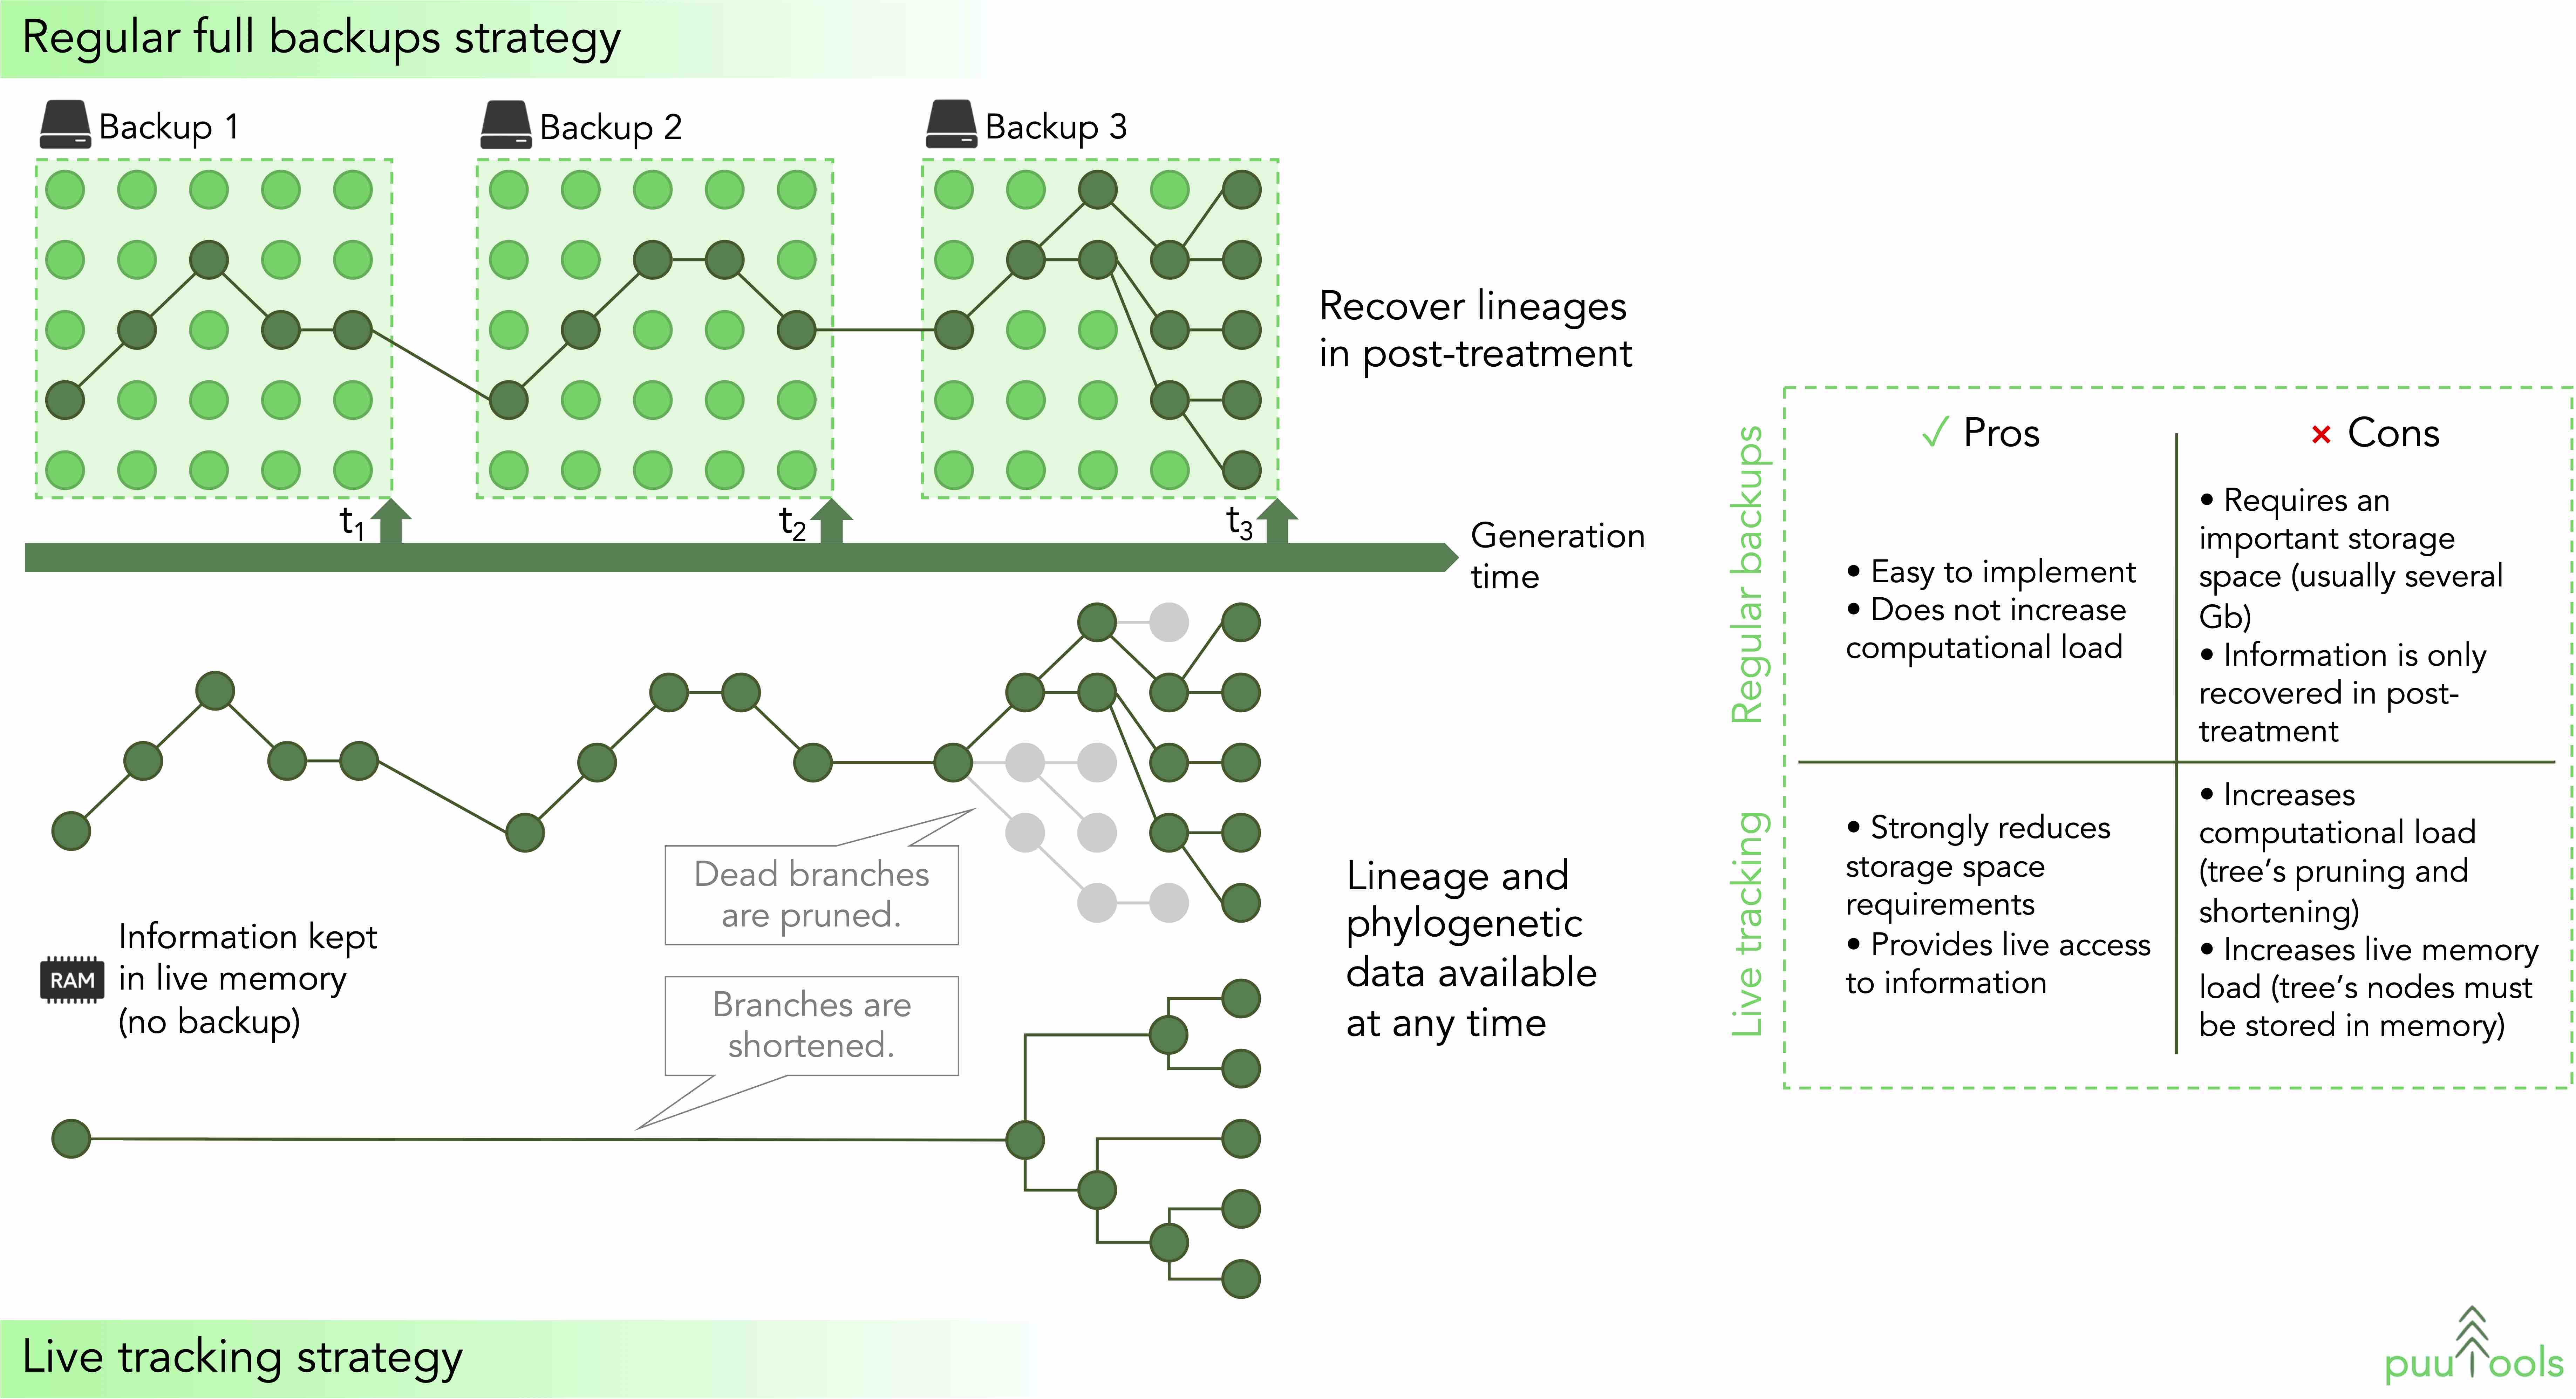 Regular full backups strategy
Backup 1
Backup 2
Backup 3
Recover lineages
in post-treatment
t1
t2
t3
Generation
time
Dead branches
are pruned.
Information kept
in live memory
(no backup)
RAM
Branches are
shortened.
Lineage and
phylogenetic
data available
at any time
Live tracking strategy
✓ Pros
× Cons
Regular backups
• Easy to implement
• Does not increase
computational load
• Requires an
important storage
space (usually several
Gb)
• Information is only
recovered in post-
treatment
Live tracking
• Strongly reduces
storage space
requirements
• Provides live access
to information
• Increases
computational load
(tree’s pruning and
shortening)
• Increases live memory
load (tree’s nodes must
be stored in memory)
puuTools